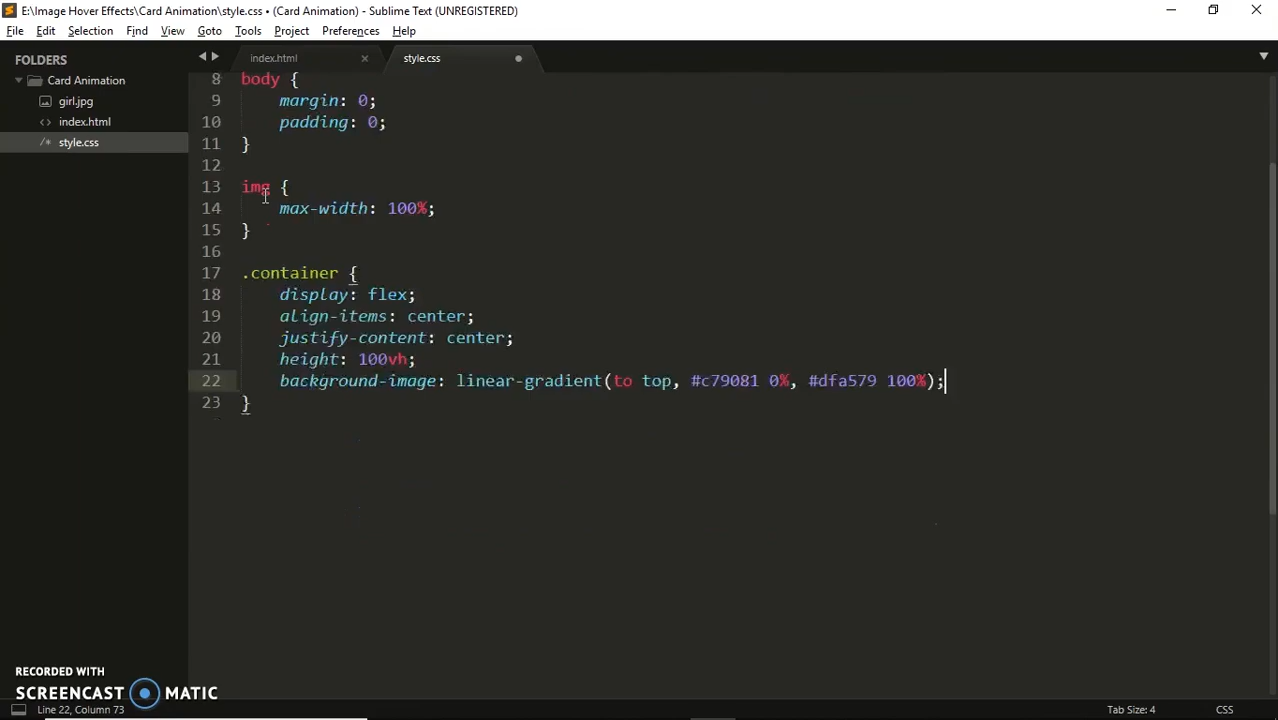 E:\Image Hover Effects\Card Animation\style.css • (Card Animation) - Sublime Text (UNREGISTERED)
File Edit Selection Find View Goto Tools Project Preferences Help
FOLDERS
Card Animation
girl.jpg
index.html
/* style.css
index.html
style.css
8 body {
9 margin: 0;
10 padding: 0;
11 }
12
13 img {
14 max-width: 100%;
15 }
16
17 .container {
18 display: flex;
19 align-items: center;
20 justify-content: center;
21 height: 100vh;
22 background-image: linear-gradient(to top, #c79081 0%, #dfa579 100%);
23 }
RECORDED WITH
SCREENCAST MATIC
Line 22, Column 73
Tab Size: 4
CSS